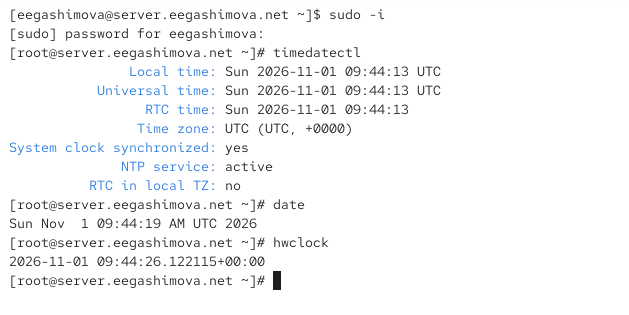 [eegashimova@server.eegashimova.net ~]$ sudo -i
[sudo] password for eegashimova:
[root@server.eegashimova.net ~]# timedatectl
               Local time: Sun 2026-11-01 09:44:13 UTC
           Universal time: Sun 2026-11-01 09:44:13 UTC
                 RTC time: Sun 2026-11-01 09:44:13
                Time zone: UTC (UTC, +0000)
System clock synchronized: yes
              NTP service: active
          RTC in local TZ: no
[root@server.eegashimova.net ~]# date
Sun Nov  1 09:44:19 AM UTC 2026
[root@server.eegashimova.net ~]# hwclock
2026-11-01 09:44:26.122115+00:00
[root@server.eegashimova.net ~]#